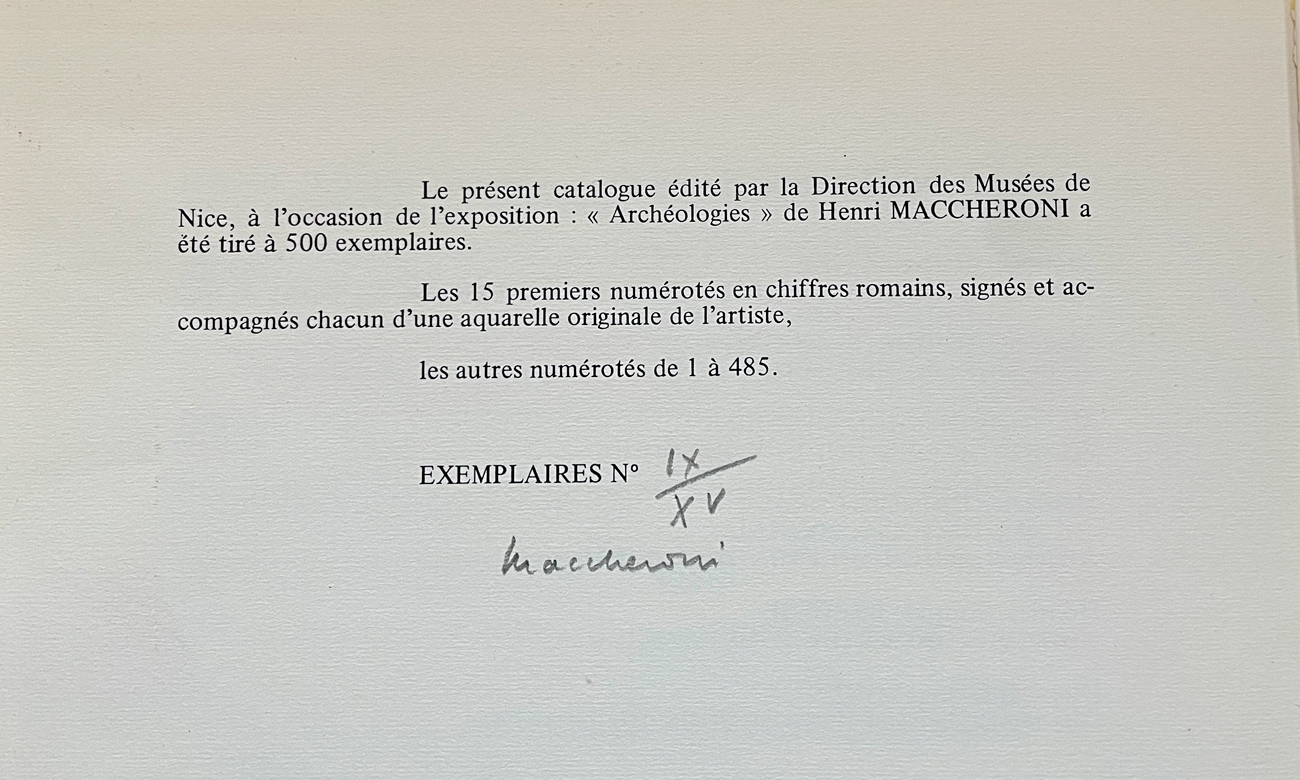 Le présent catalogue édité par la Direction des Musées de
Nice, à l'occasion de l'exposition : « Archéologies » de Henri MACCHERONI a
été tiré à 500 exemplaires.
Les 15 premiers numérotés en chiffres romains, signés et ac-
compagnés chacun d'une aquarelle originale de l'artiste,
les autres numérotés de 1 à 485.
EXEMPLAIRES Nº IX/XV
Maccheroni